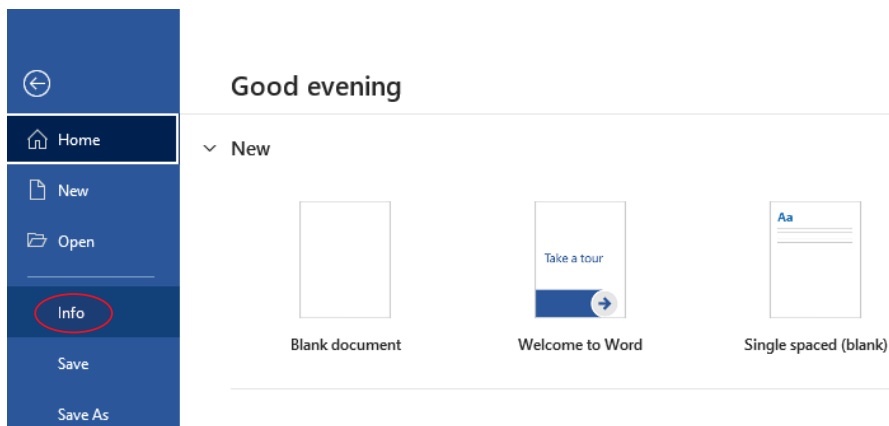 Good evening
Home
New
New
Open
Info
Save
Save As
Take a tour
Aa
Blank document
Welcome to Word
Single spaced (blank)